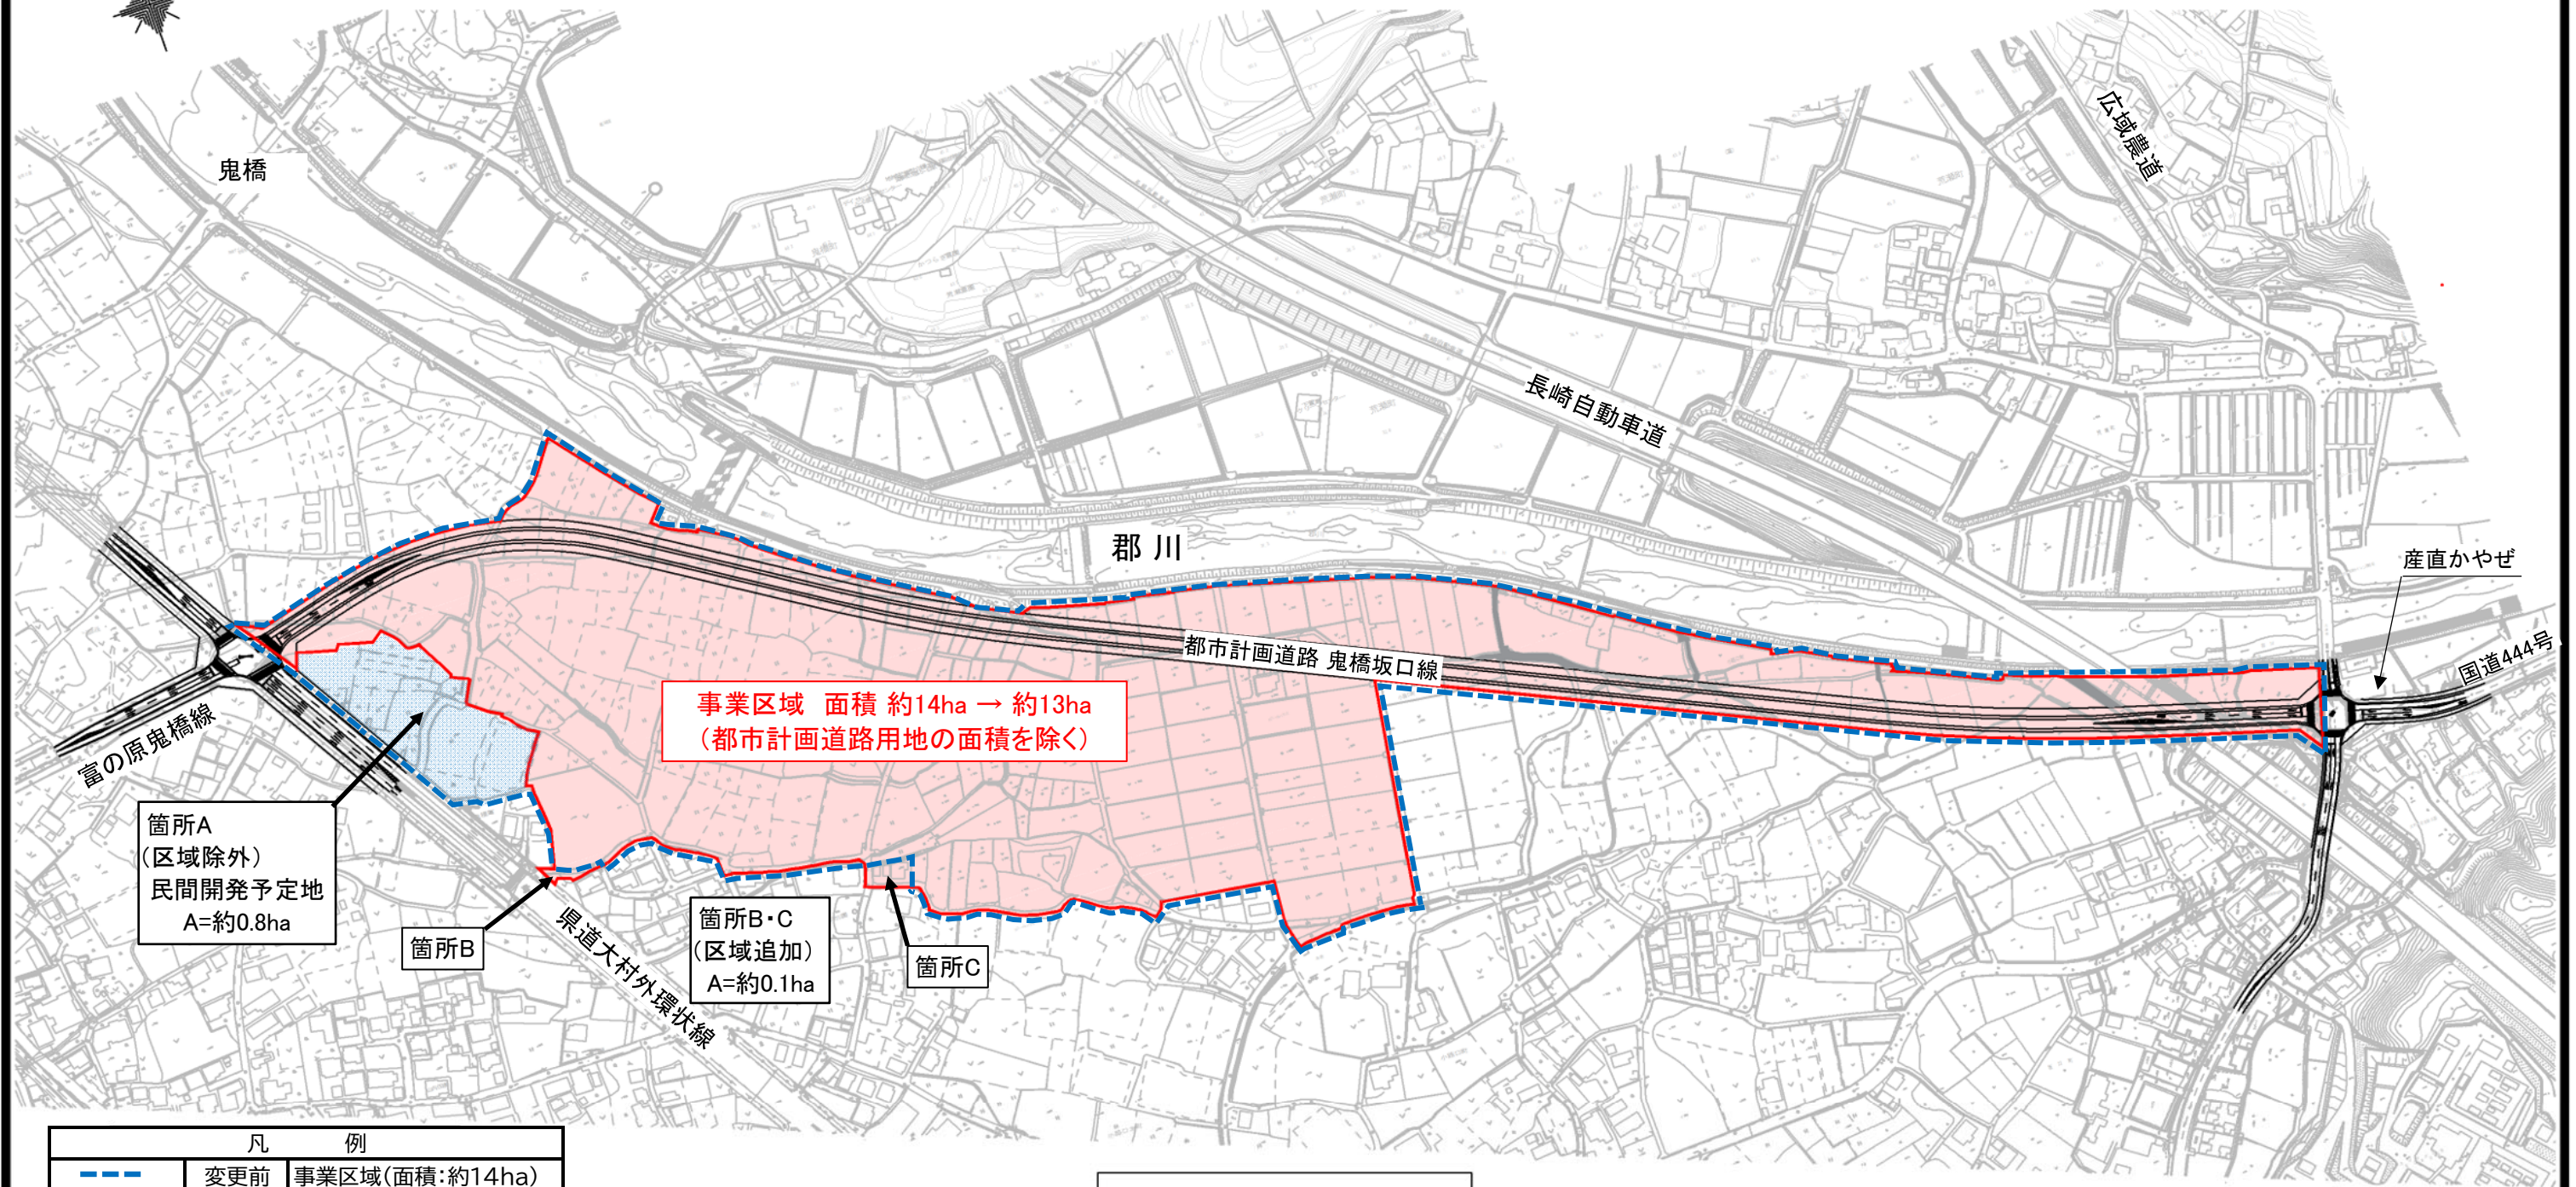 広域農道
鬼橋
長崎自動車道
郡川
産直かやぜ
都市計画道路 鬼橋坂口線
国道444号
事業区域 面積 約14ha → 約13ha
(都市計画道路用地の面積を除く)
富の原鬼橋線
箇所A
(区域除外)
民間開発予定地
A=約0.8ha
箇所B
県道大村外環状線
箇所B・C
(区域追加)
A=約0.1ha
箇所C
凡 例
変更前 事業区域(面積:約14ha)